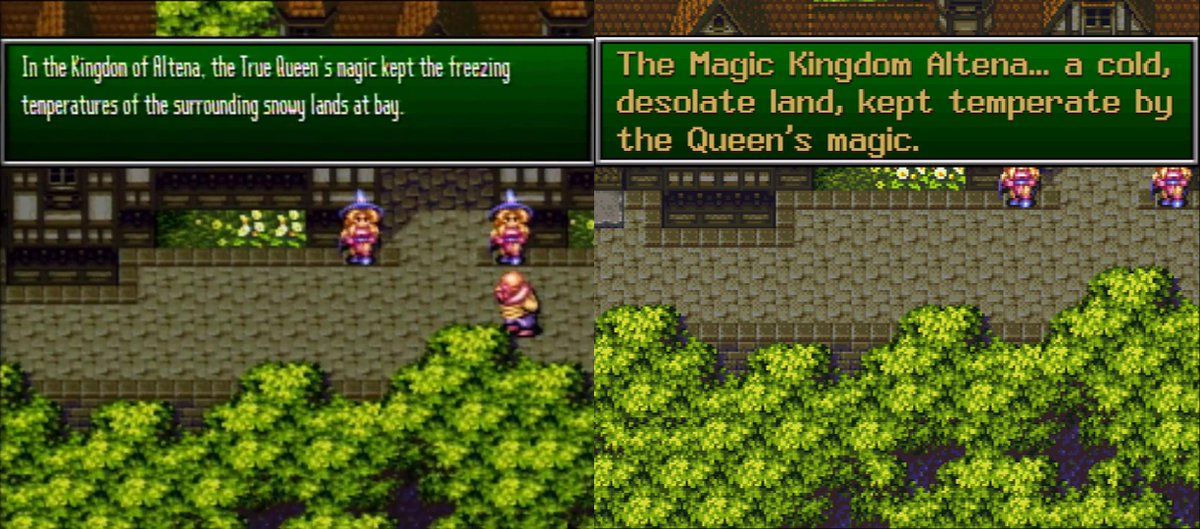 In the Kingdom of Altena, the True Queen's magic kept the freezing
temperatures of the surrounding snowy lands at bay.
The Magic Kingdom Altena... a cold,
desolate land, kept temperate by
the Queen's magic.